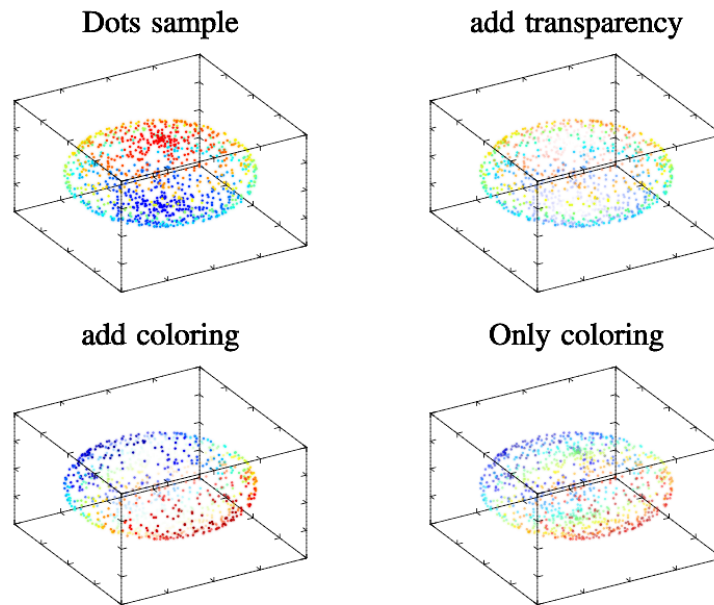 Dots sample
add transparency
add coloring
Only coloring